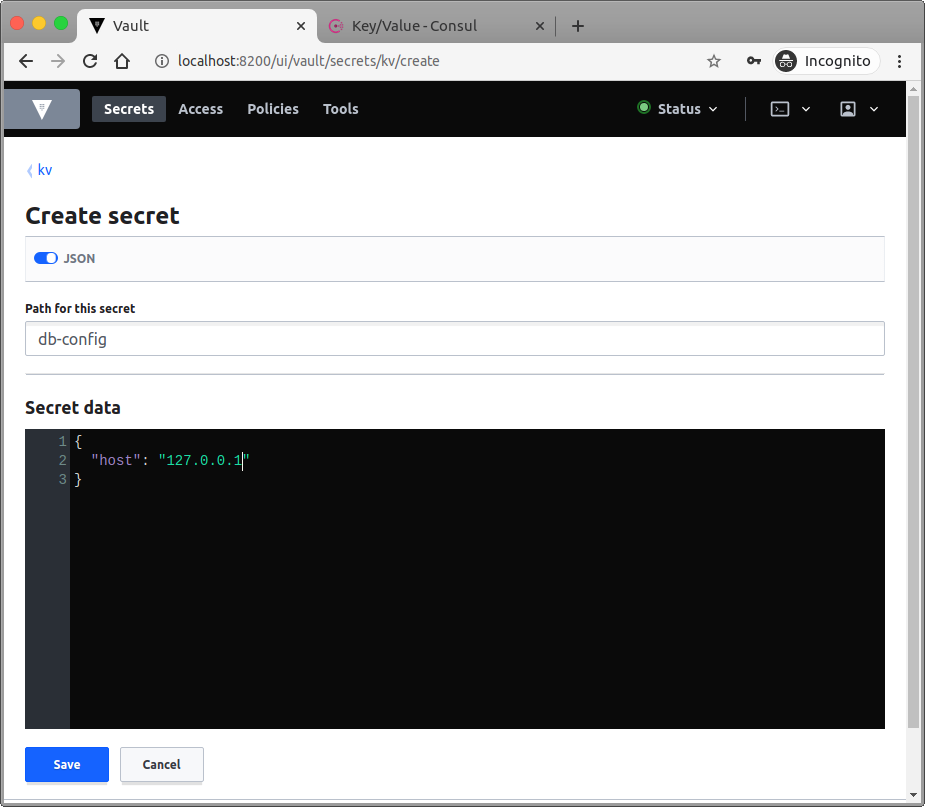 Vault
Key/Value - Consul
localhost:8200/ui/vault/secrets/kv/create
Incognito
Secrets Access Policies Tools Status
kv
Create secret
JSON
Path for this secret
db-config
Secret data
1 {
2 "host": "127.0.0.1"
3 }
Save Cancel